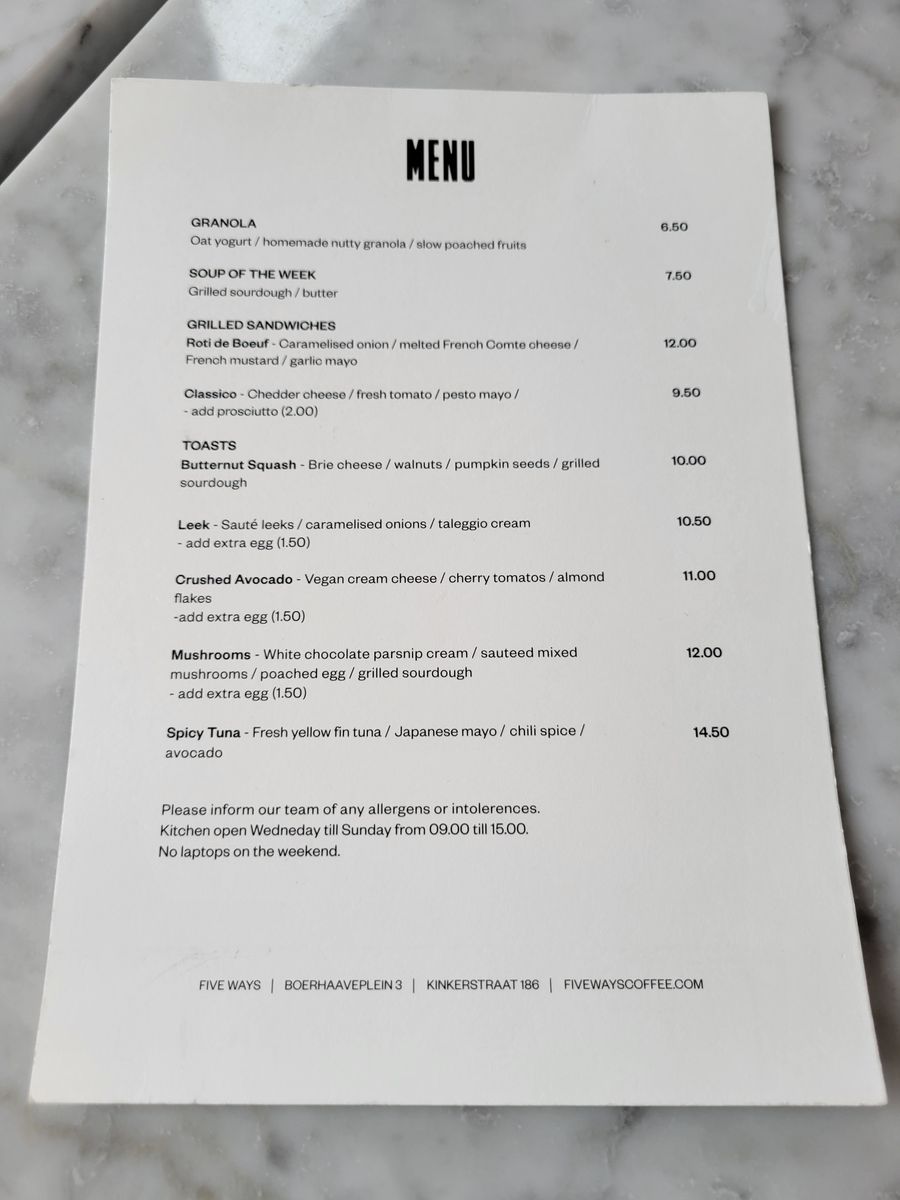 MENU
GRANOLA 6.50
Oat yogurt / homemade nutty granola / slow poached fruits
SOUP OF THE WEEK 7.50
Grilled sourdough / butter
GRILLED SANDWICHES
Roti de Boeuf - Caramelised onion / melted French Comte cheese / 12.00
French mustard / garlic mayo
Classico - Chedder cheese / fresh tomato / pesto mayo / 9.50
- add prosciutto (2.00)
TOASTS
Butternut Squash - Brie cheese / walnuts / pumpkin seeds / grilled 10.00
sourdough
Leek - Sauté leeks / caramelised onions / taleggio cream 10.50
- add extra egg (1.50)
Crushed Avocado - Vegan cream cheese / cherry tomatos / almond 11.00
flakes
-add extra egg (1.50)
Mushrooms - White chocolate parsnip cream / sauteed mixed 12.00
mushrooms / poached egg / grilled sourdough
- add extra egg (1.50)
Spicy Tuna - Fresh yellow fin tuna / Japanese mayo / chili spice / 14.50
avocado
Please inform our team of any allergens or intolerences.
Kitchen open Wedneday till Sunday from 09.00 till 15.00.
No laptops on the weekend.
FIVE WAYS | BOERHAAVEPLEIN 3 | KINKERSTRAAT 186 | FIVEWAYSCOFFEE.COM